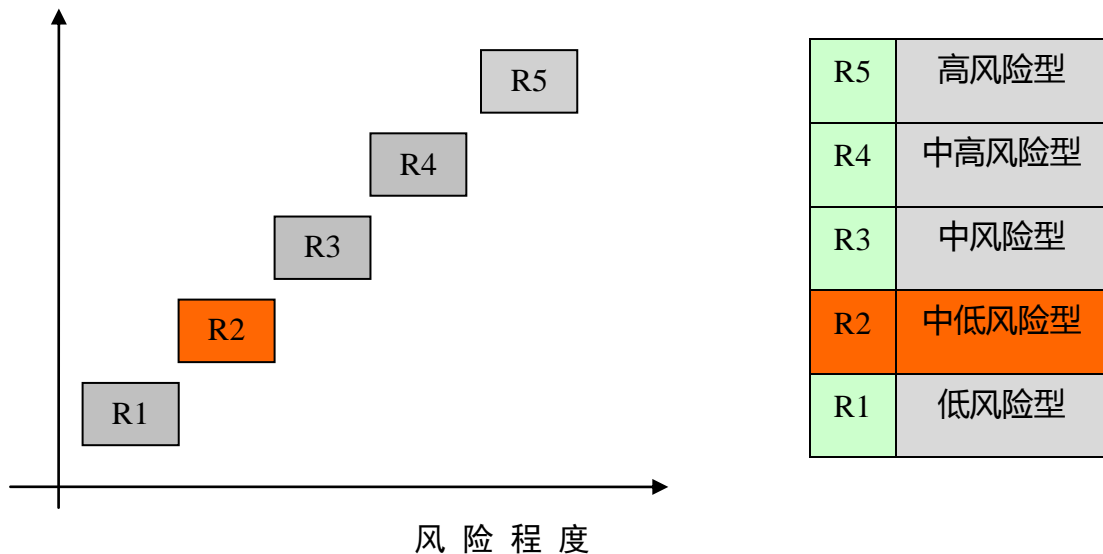 R5
R4
R3
R2
R1
风险程度
R5 高风险型
R4 中高风险型
R3 中风险型
R2 中低风险型
R1 低风险型